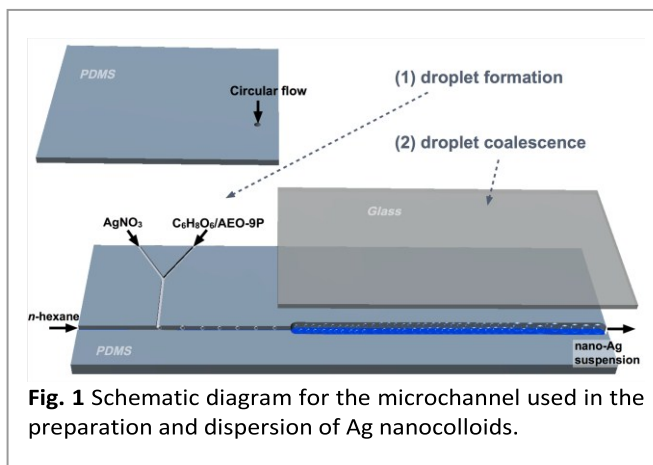 PDMS
Circular flow
(1) droplet formation
(2) droplet coalescence
Glass
AgNO₃
C₆H₈O₆/AEO-9P
n-hexane
PDMS
nano-Ag
suspension
Fig. 1 Schematic diagram for the microchannel used in the
preparation and dispersion of Ag nanocolloids.